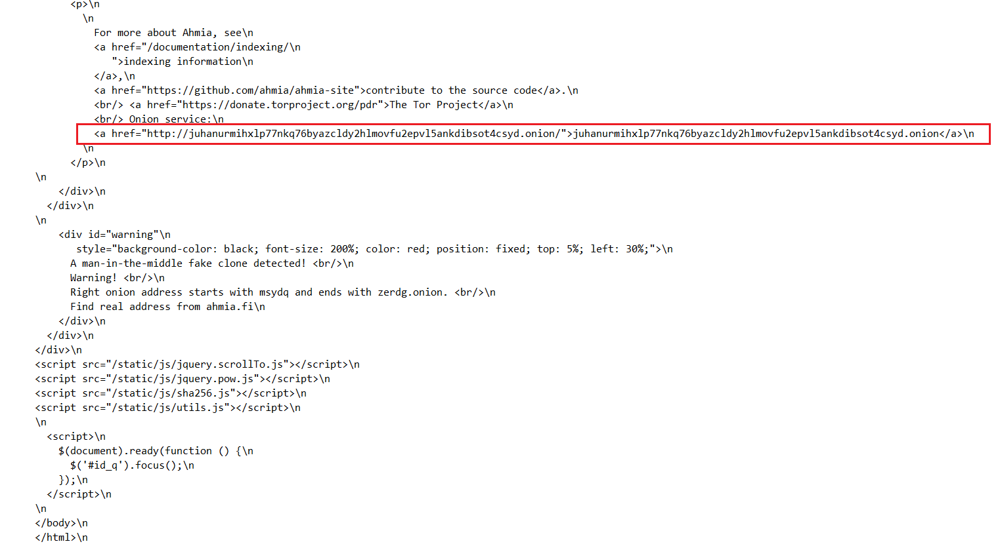 <p>\n
\n
For more about Ahmia, see\n
<a href="/documentation/indexing/\n
">indexing information\n
</a>,\n
<a href="https://github.com/ahmia/ahmia-site">contribute to the source code</a>.\n
<br/> <a href="https://donate.torproject.org/pdr">The Tor Project</a>\n
<br/> Onion service:\n
<a href="http://juhanurmihxlp77nkq76byazcldy2hlmovfu2epvl5ankdibsot4csyd.onion/">juhanurmihxlp77nkq76byazcldy2hlmovfu2epvl5ankdibsot4csyd.onion</a>\n
\n
</p>\n
\n
</div>\n
</div>\n
\n
<div id="warning"\n
style="background-color: black; font-size: 200%; color: red; position: fixed; top: 5%; left: 30%;">\n
A man-in-the-middle fake clone detected! <br/>\n
Warning! <br/>\n
Right onion address starts with msydq and ends with zerdg.onion. <br/>\n
Find real address from ahmia.fi\n
</div>\n
</div>\n
</div>\n
<script src="/static/js/jquery.scrollTo.js"></script>\n
<script src="/static/js/jquery.pow.js"></script>\n
<script src="/static/js/sha256.js"></script>\n
<script src="/static/js/utils.js"></script>\n
\n
<script>\n
$(document).ready(function () {\n
$('#id_q').focus();\n
});\n
</script>\n
\n
</body>\n
</html>\n